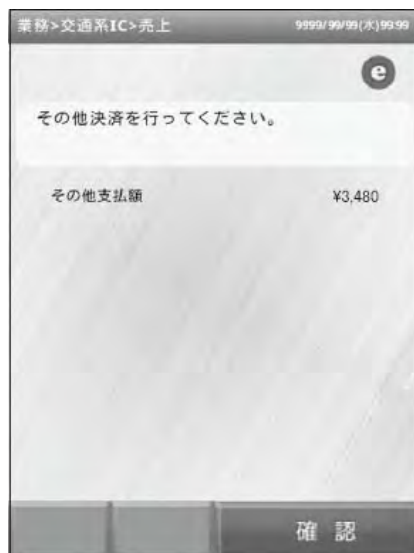 業務>交通系IC>売上
9999/99/99(水)99:99
e
その他決済を行ってください。
その他支払額 ¥3,480
確 認